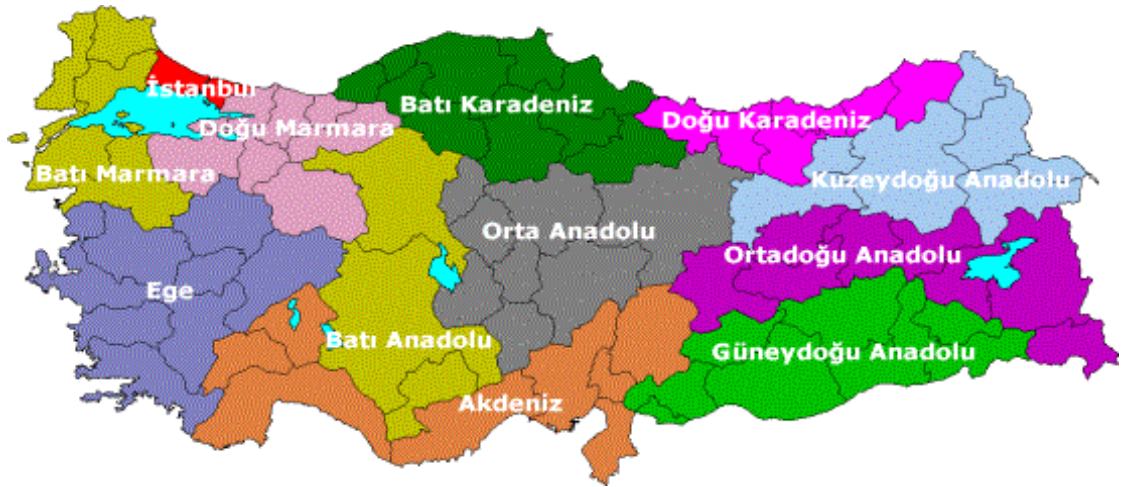 İstanbul
Batı Karadeniz
Doğu Karadeniz
Doğu Marmara
Batı Marmara
Kuzeydoğu Anadolu
Orta Anadolu
Ortadoğu Anadolu
Ege
Batı Anadolu
Güneydoğu Anadolu
Akdeniz